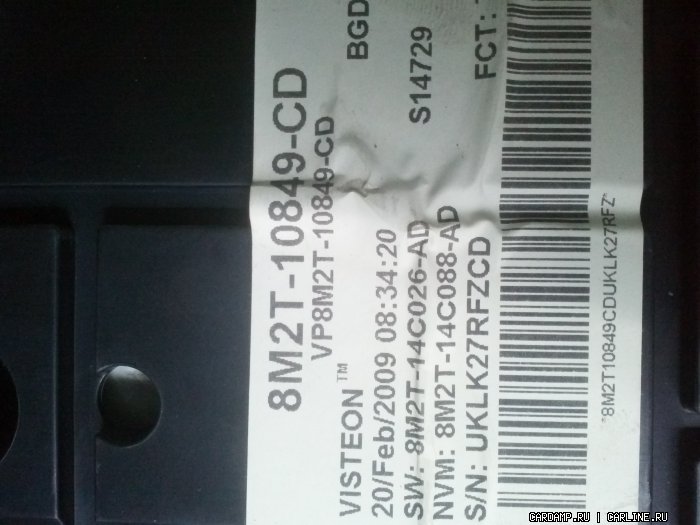 8M2T-10849-CD
VP8M2T-10849-CD
BGD
VISTEON™
20/Feb/2009 08:34:20
S14729
SW: 8M2T-14C026-AD
NVM: 8M2T-14C088-AD
FCT:
S/N: UKLK27RFZCD
*8M2T10849CDUKLK27RFZ*
CARDAMP.RU | CARLINE.RU